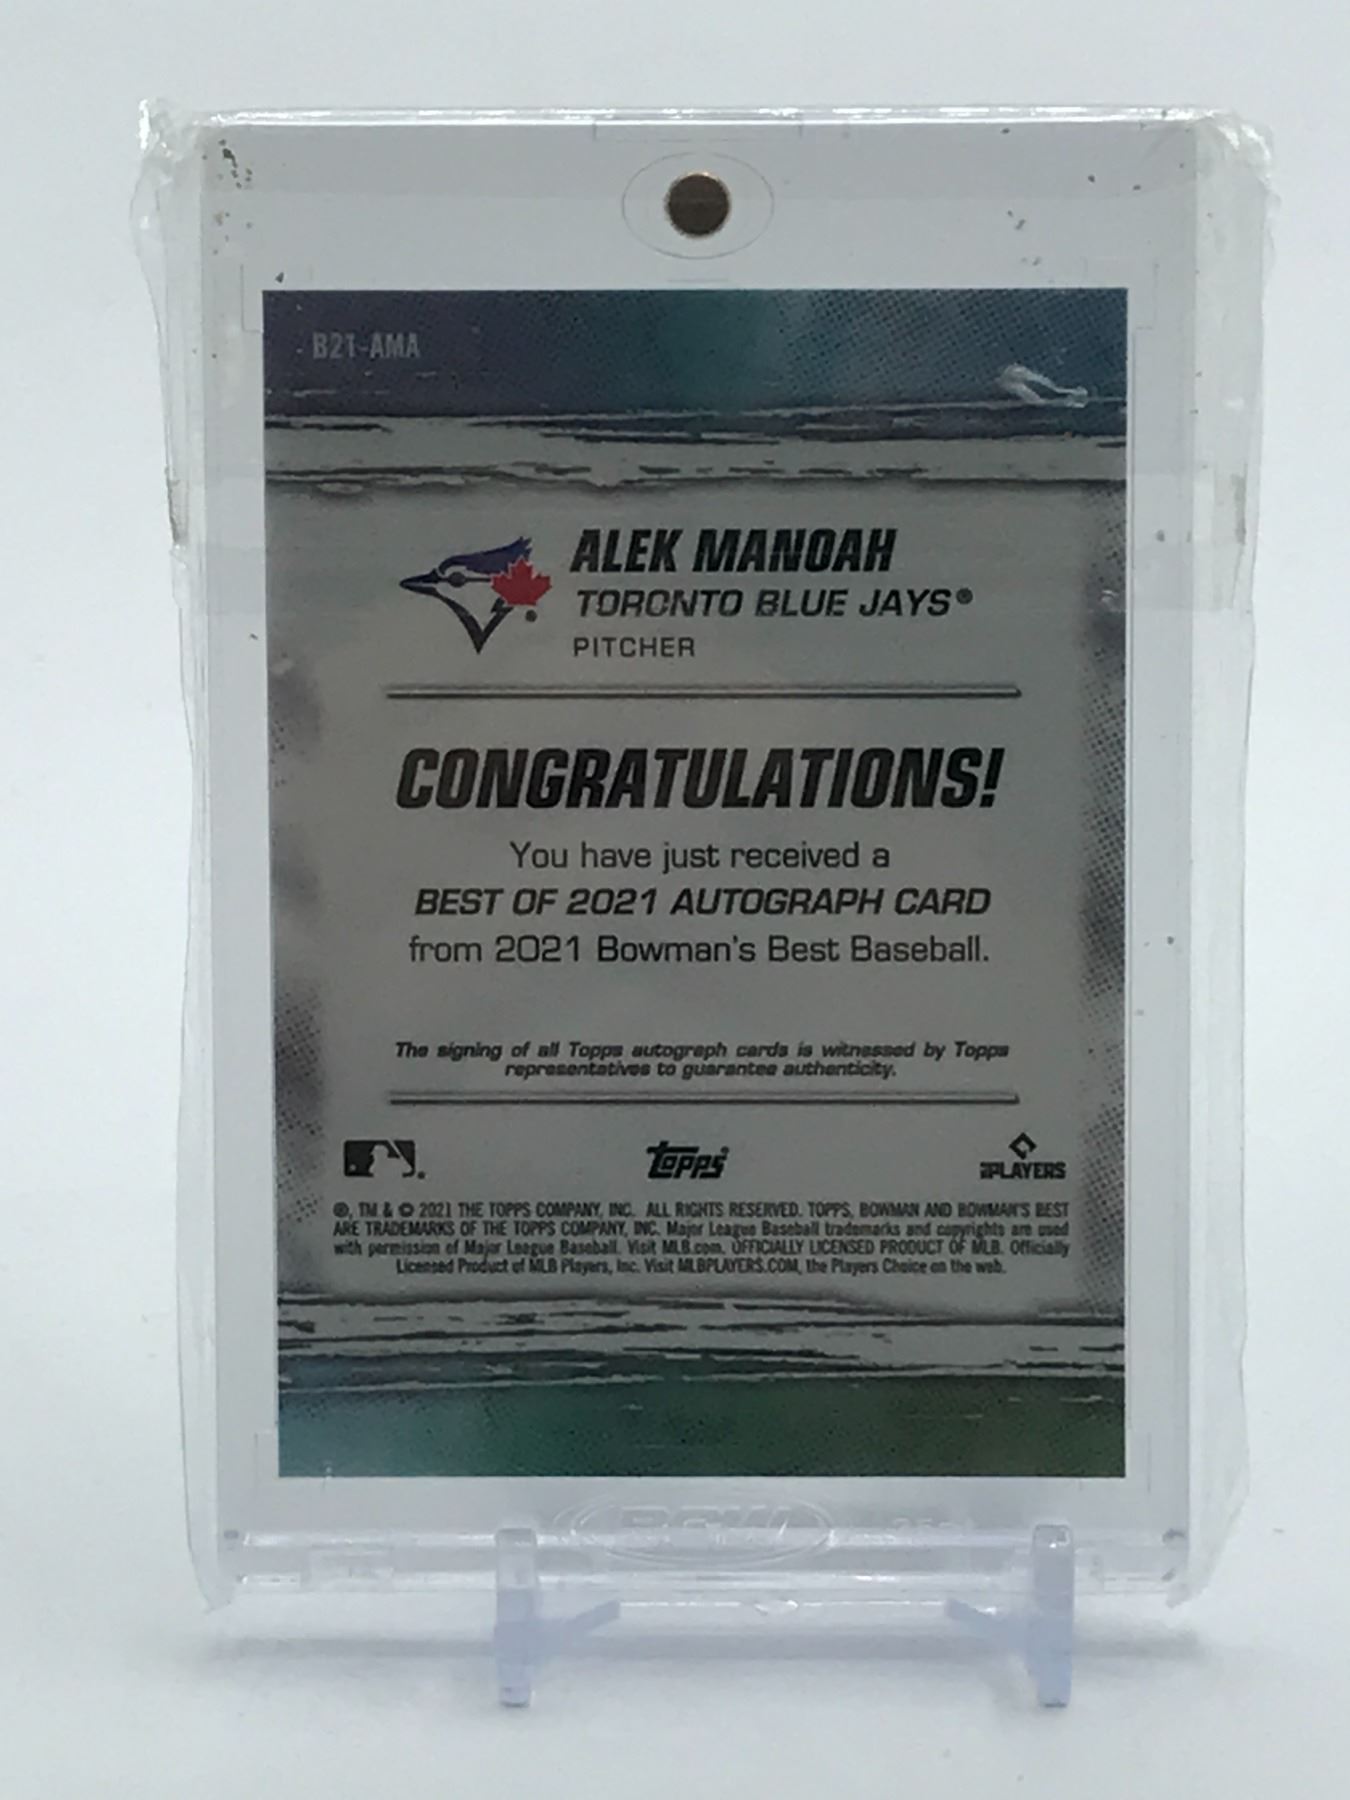 B21-AMA
ALEK MANOAH
TORONTO BLUE JAYS®
PITCHER
CONGRATULATIONS!
You have just received a
BEST OF 2021 AUTOGRAPH CARD
from 2021 Bowman's Best Baseball.
The signing of all Topps autograph cards is witnessed by Topps
representatives to guarantee authenticity.
topps®
PLAYERS
®, TM & © 2021 THE TOPPS COMPANY, INC. ALL RIGHTS RESERVED. TOPPS, BOWMAN AND BOWMAN'S BEST
ARE TRADEMARKS OF THE TOPPS COMPANY, INC. Major League Baseball trademarks and copyrights are used
with permission of Major League Baseball. Visit MLB.com. OFFICIALLY LICENSED PRODUCT OF MLB. Officially
Licensed Product of MLB Players, Inc. Visit MLBPLAYERS.COM, the Players Choice on the web.
BCW